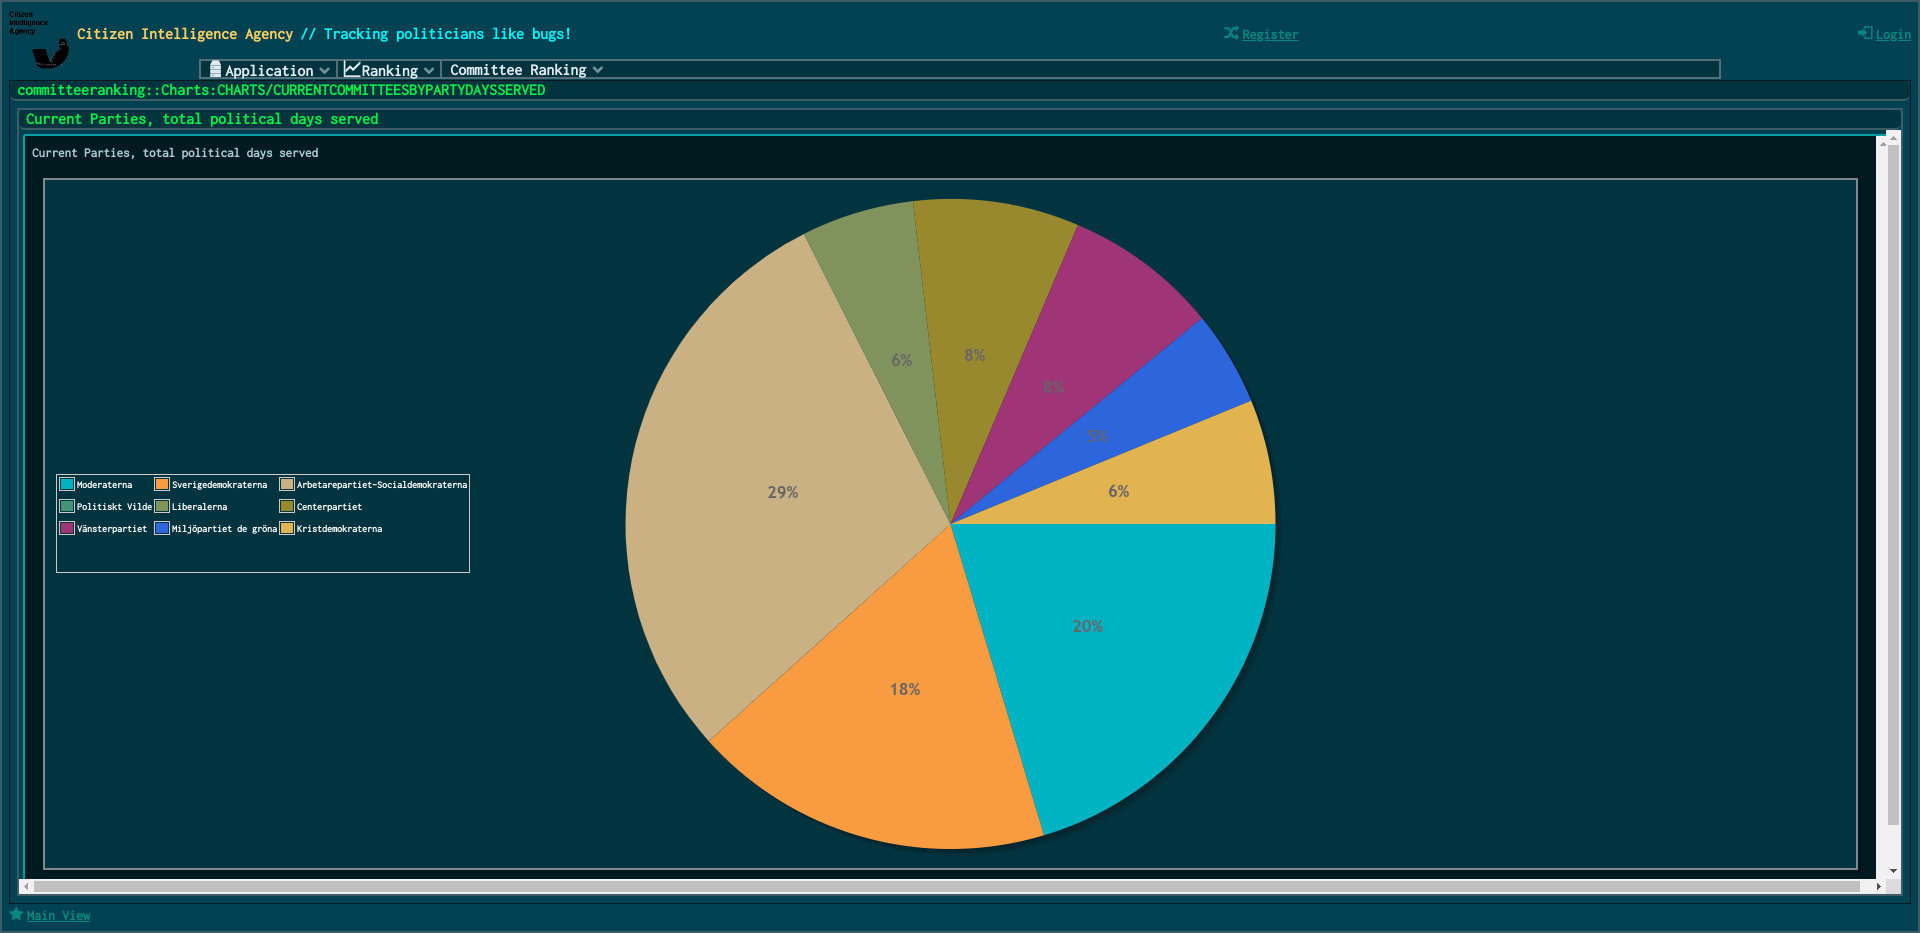 Citizen
Intelligence
Agency
Citizen Intelligence Agency // Tracking politicians like bugs!
Register
Login
Application
Ranking
Committee Ranking
committeeranking::Charts:CHARTS/CURRENTCOMMITTEESBYPARTYDAYSSERVED
Current Parties, total political days served
Current Parties, total political days served
6%
8%
8%
5%
6%
29%
20%
18%
Moderaterna
Sverigedemokraterna
Arbetarepartiet-Socialdemokraterna
Politiskt Vilde
Liberalerna
Centerpartiet
Vänsterpartiet
Miljöpartiet de gröna
Kristdemokraterna
Main View